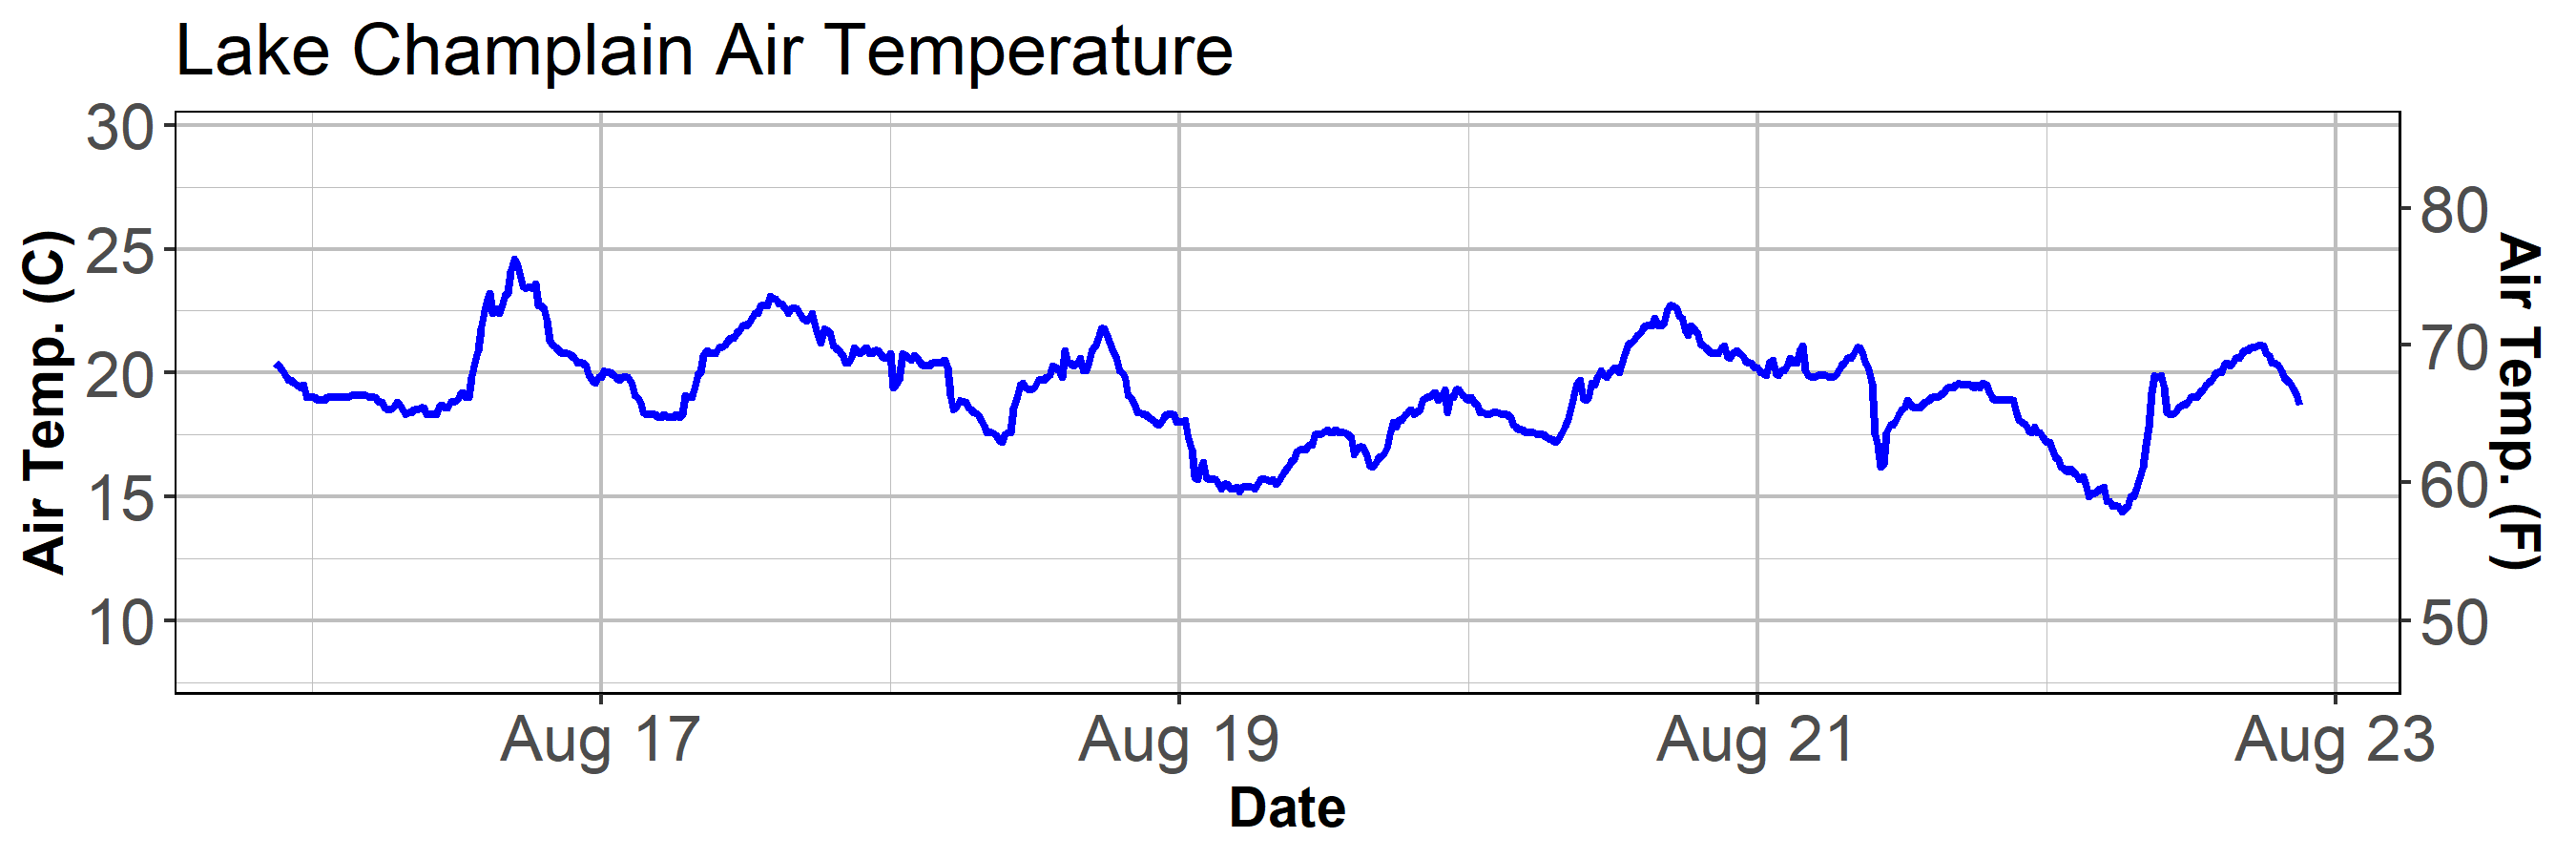 Lake Champlain Air Temperature
Air Temp. (C)
30
25
20
15
10
80
70
60
50
Air Temp. (F)
Aug 17 Aug 19 Aug 21 Aug 23
Date